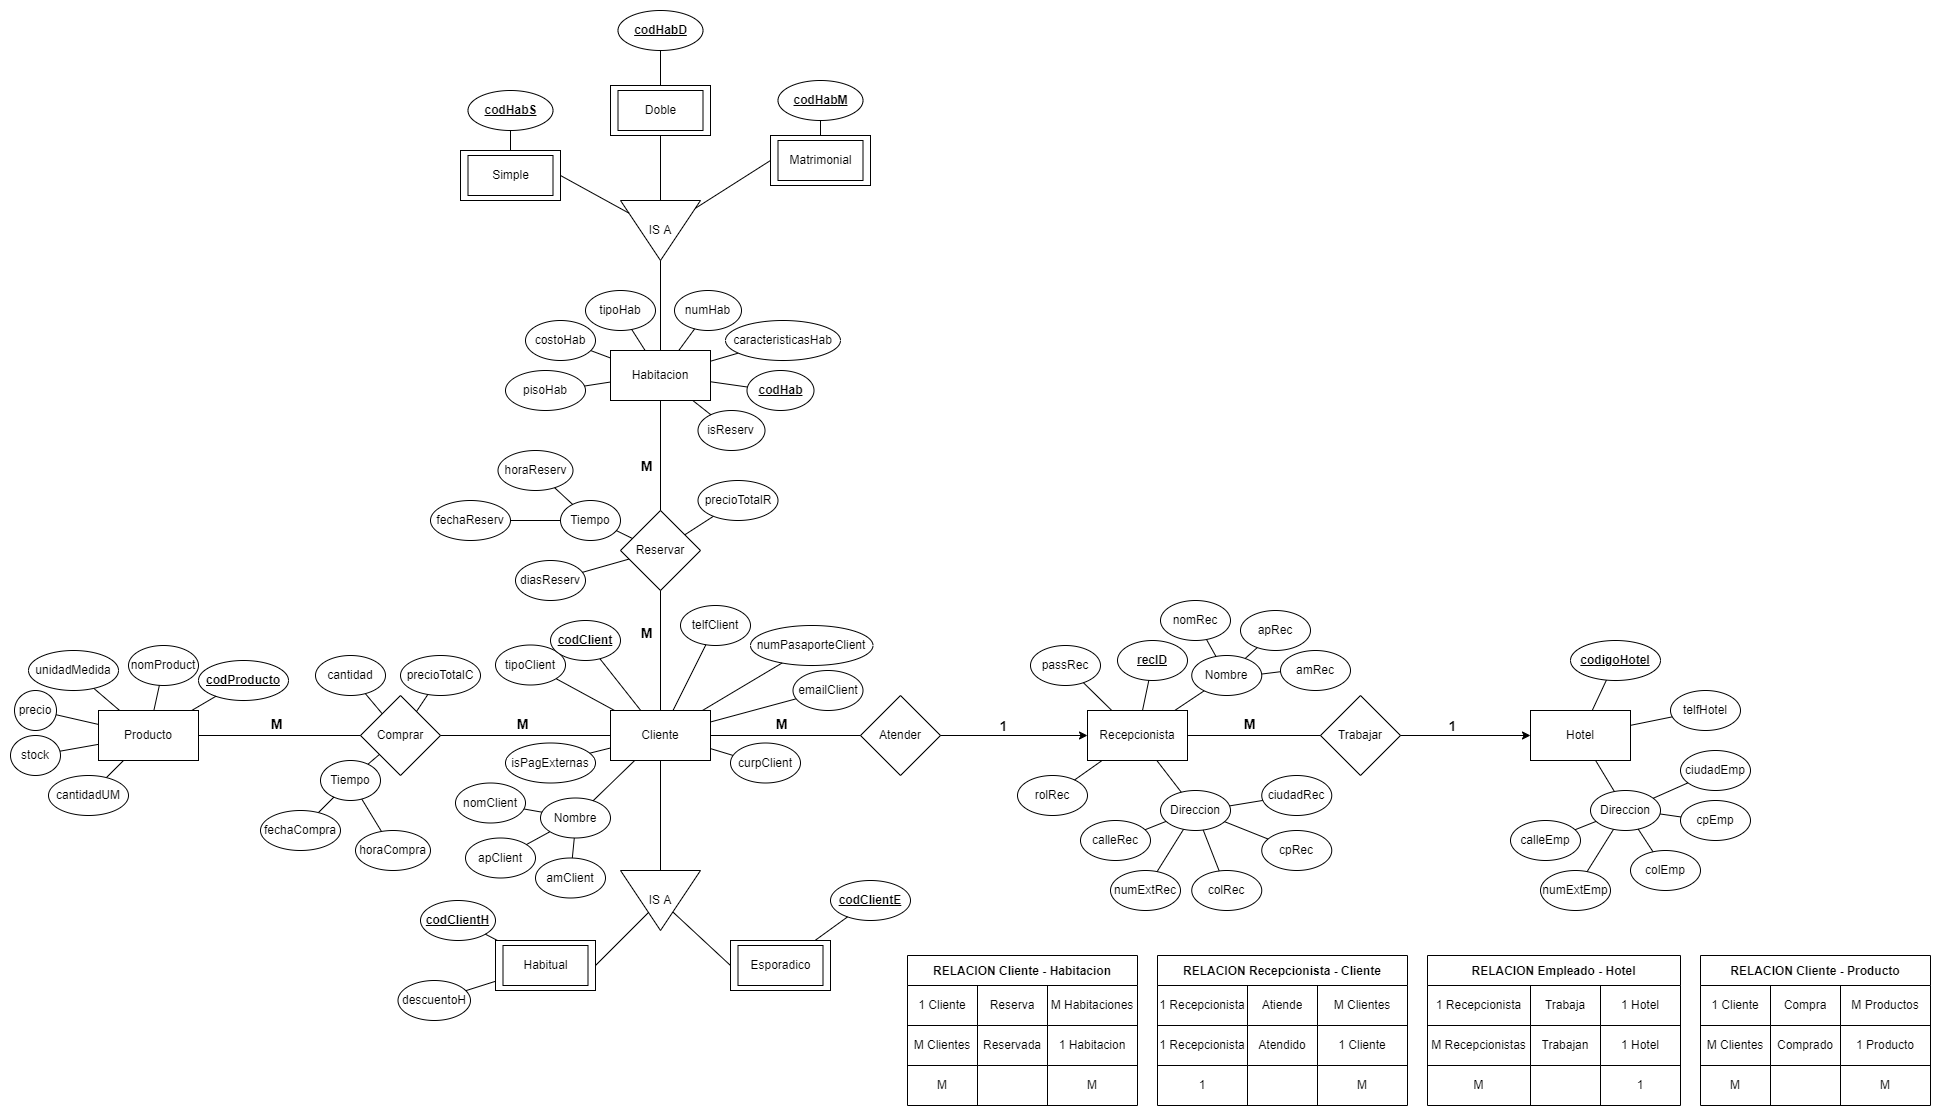 codHabD
codHabS
codHabM
Doble
Simple
Matrimonial
IS A
tipoHab
numHab
costoHab
caracteristicasHab
Habitacion
pisoHab
codHab
isReserv
M
horaReserv
precioTotalR
fechaReserv
Tiempo
Reservar
diasReserv
M
codClient
telfClient
tipoClient
numPasaporteClient
emailClient
unidadMedida
nomProduct
codProducto
precio
stock
cantidadUM
Producto
M
cantidad
precioTotalC
Comprar
Tiempo
fechaCompra
horaCompra
M
Cliente
isPagExternas
curpClient
nomClient
Nombre
apClient
amClient
M
Atender
1
nomRec
apRec
passRec
recID
Nombre
amRec
Recepcionista
rolRec
Direccion
ciudadRec
calleRec
cpRec
numExtRec
colRec
M
Trabajar
1
codigoHotel
telfHotel
Hotel
ciudadEmp
Direccion
cpEmp
calleEmp
colEmp
numExtEmp
IS A
codClientH
codClientE
Habitual
Esporadico
descuentoH
RELACION Cliente - Habitacion
1 Cliente Reserva M Habitaciones
M Clientes Reservada 1 Habitacion
M M
RELACION Recepcionista - Cliente
1 Recepcionista Atiende M Clientes
1 Recepcionista Atendido 1 Cliente
1 M
RELACION Empleado - Hotel
1 Recepcionista Trabaja 1 Hotel
M Recepcionistas Trabajan 1 Hotel
M 1
RELACION Cliente - Producto
1 Cliente Compra M Productos
M Clientes Comprado 1 Producto
M M